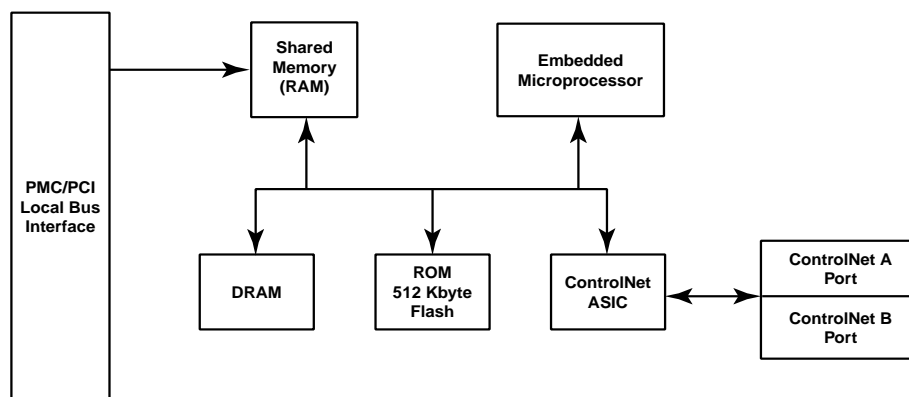 Shared
Memory
(RAM)
Embedded
Microprocessor
PMC/PCI
Local Bus
Interface
DRAM
ROM
512 Kbyte
Flash
ControlNet
ASIC
ControlNet A
Port
ControlNet B
Port